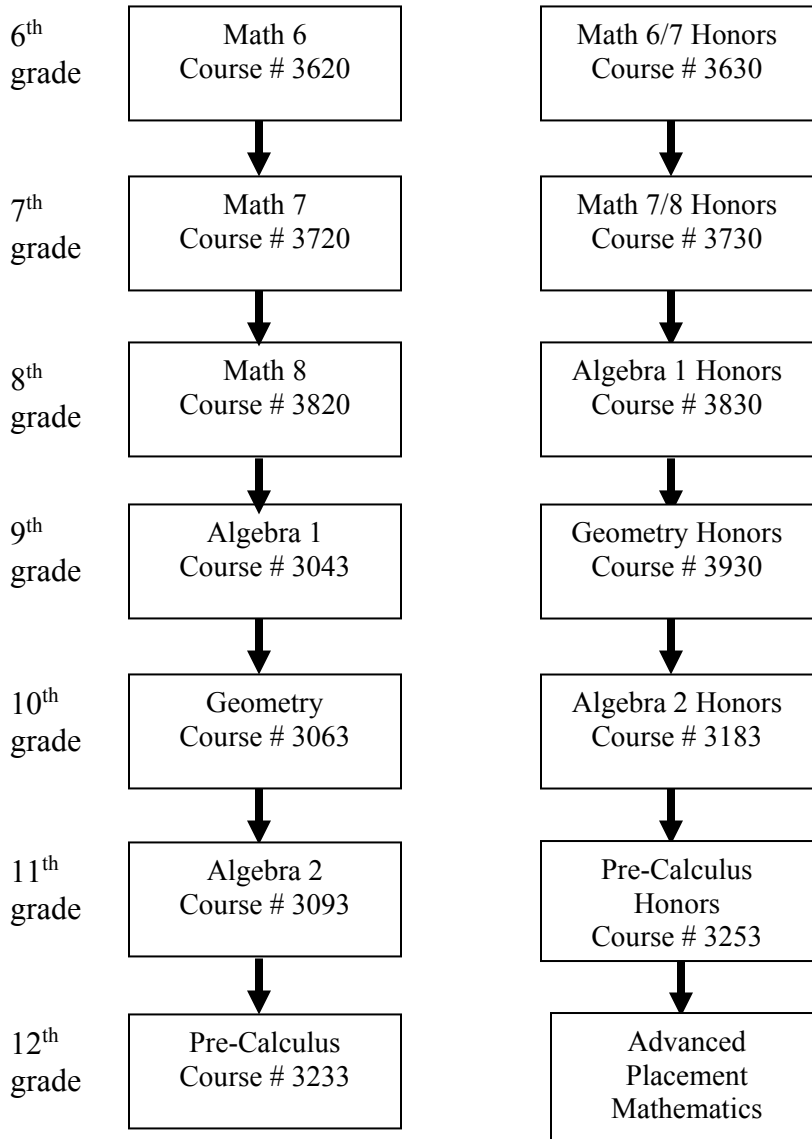 6th
grade
Math 6
Course # 3620
Math 6/7 Honors
Course # 3630
7th
grade
Math 7
Course # 3720
Math 7/8 Honors
Course # 3730
8th
grade
Math 8
Course # 3820
Algebra 1 Honors
Course # 3830
9th
grade
Algebra 1
Course # 3043
Geometry Honors
Course # 3930
10th
grade
Geometry
Course # 3063
Algebra 2 Honors
Course # 3183
11th
grade
Algebra 2
Course # 3093
Pre-Calculus
Honors
Course # 3253
12th
grade
Pre-Calculus
Course # 3233
Advanced
Placement
Mathematics